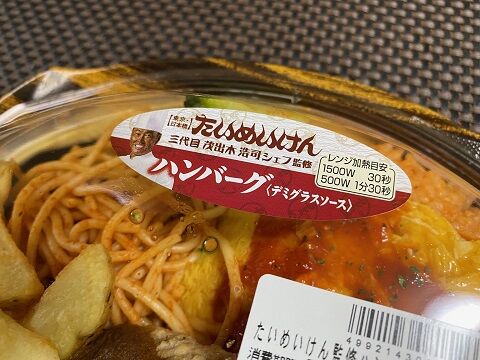 【東京・日本橋】
たいめいけん
三代目 茂出木 浩司シェフ監修
ハンバーグ〈デミグラスソース〉
レンジ加熱目安
1500W 30秒
500W 1分30秒
たいめいけん監修
消費